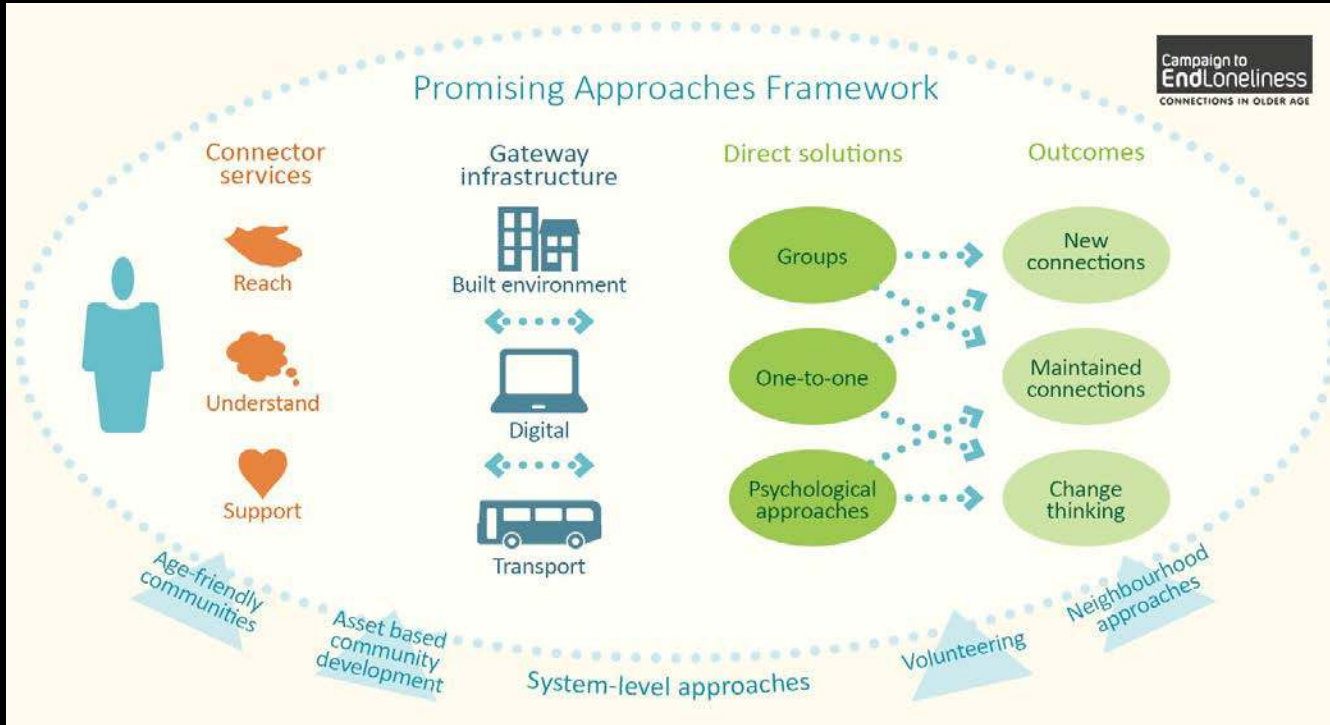 Promising Approaches Framework
Campaign to
EndLoneliness
CONNECTIONS IN OLDER AGE
Connector
services
Reach
Understand
Support
Gateway
infrastructure
Built environment
Digital
Transport
Direct solutions
Groups
One-to-one
Psychological
approaches
Outcomes
New
connections
Maintained
connections
Change
thinking
Age-friendly
communities
Asset based
community
development
System-level approaches
Volunteering
Neighbourhood
approaches